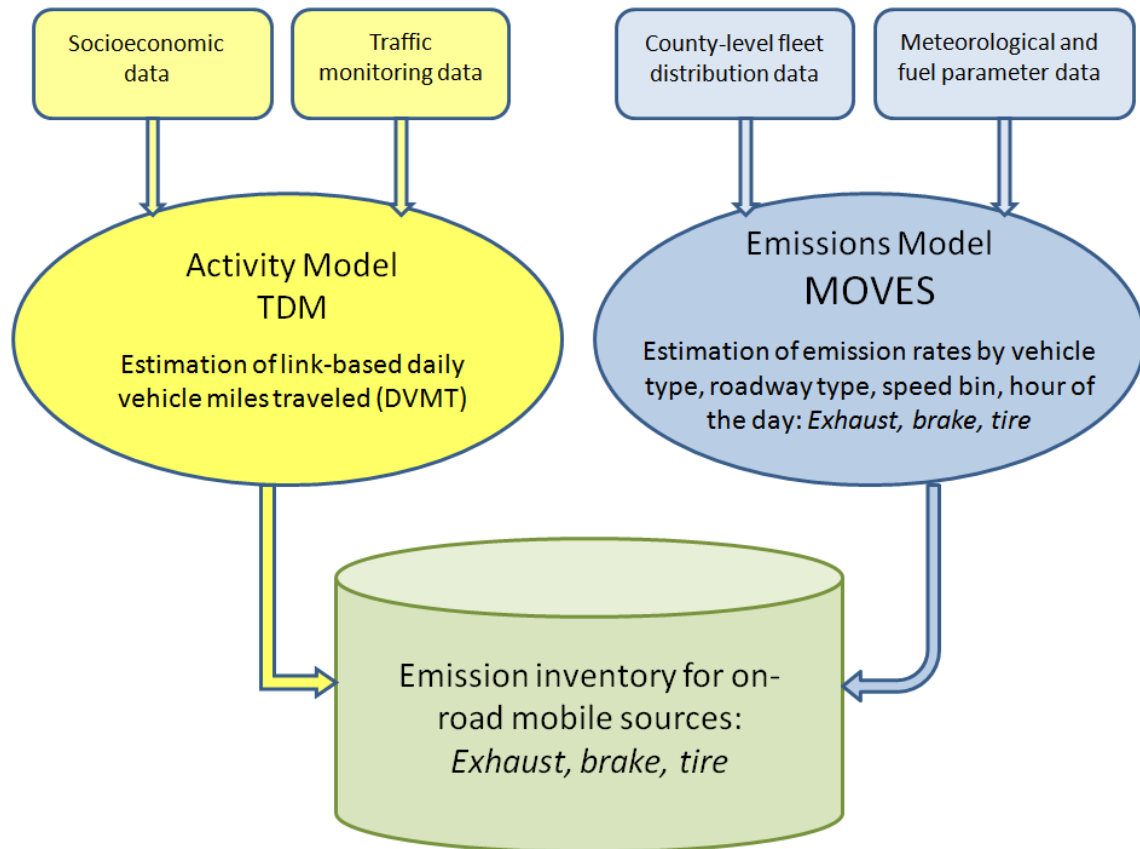 Socioeconomic
data
Traffic
monitoring data
County-level fleet
distribution data
Meteorological and
fuel parameter data
Activity Model
TDM
Estimation of link-based daily
vehicle miles traveled (DVMT)
Emissions Model
MOVES
Estimation of emission rates by vehicle
type, roadway type, speed bin, hour of
the day: Exhaust, brake, tire
Emission inventory for on-
road mobile sources:
Exhaust, brake, tire